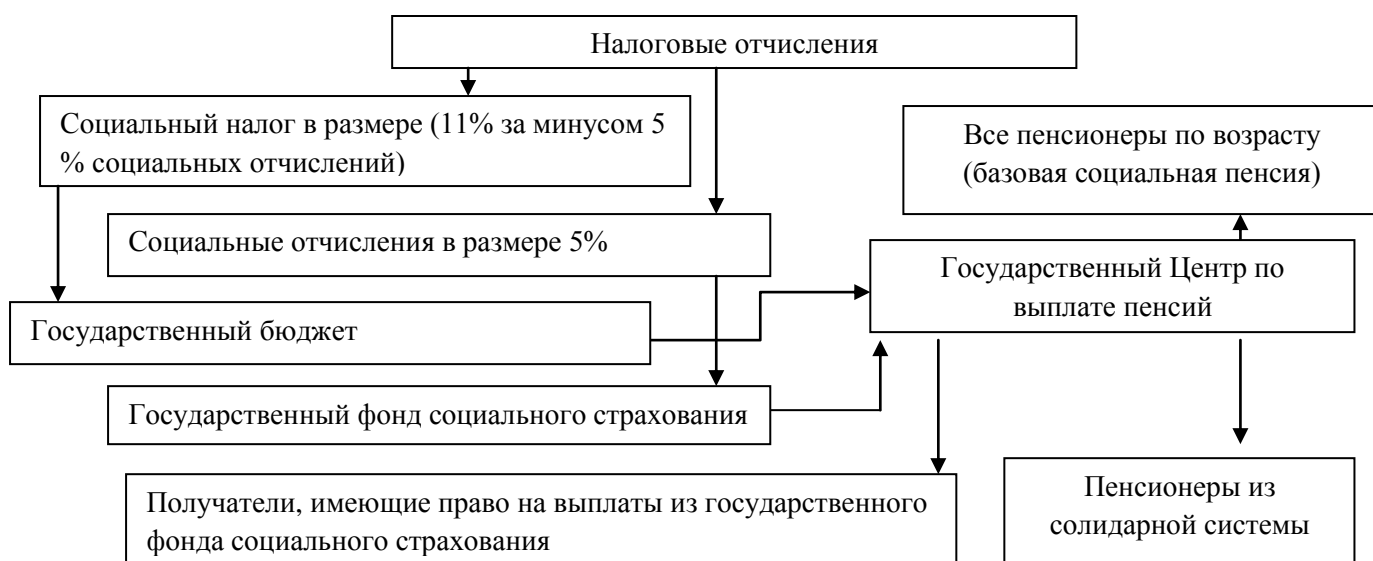 Налоговые отчисления
Социальный налог в размере (11% за минусом 5
% социальных отчислений)
Все пенсионеры по возрасту
(базовая социальная пенсия)
Социальные отчисления в размере 5%
Государственный Центр по
выплате пенсий
Государственный бюджет
Государственный фонд социального страхования
Получатели, имеющие право на выплаты из государственного
фонда социального страхования
Пенсионеры из
солидарной системы